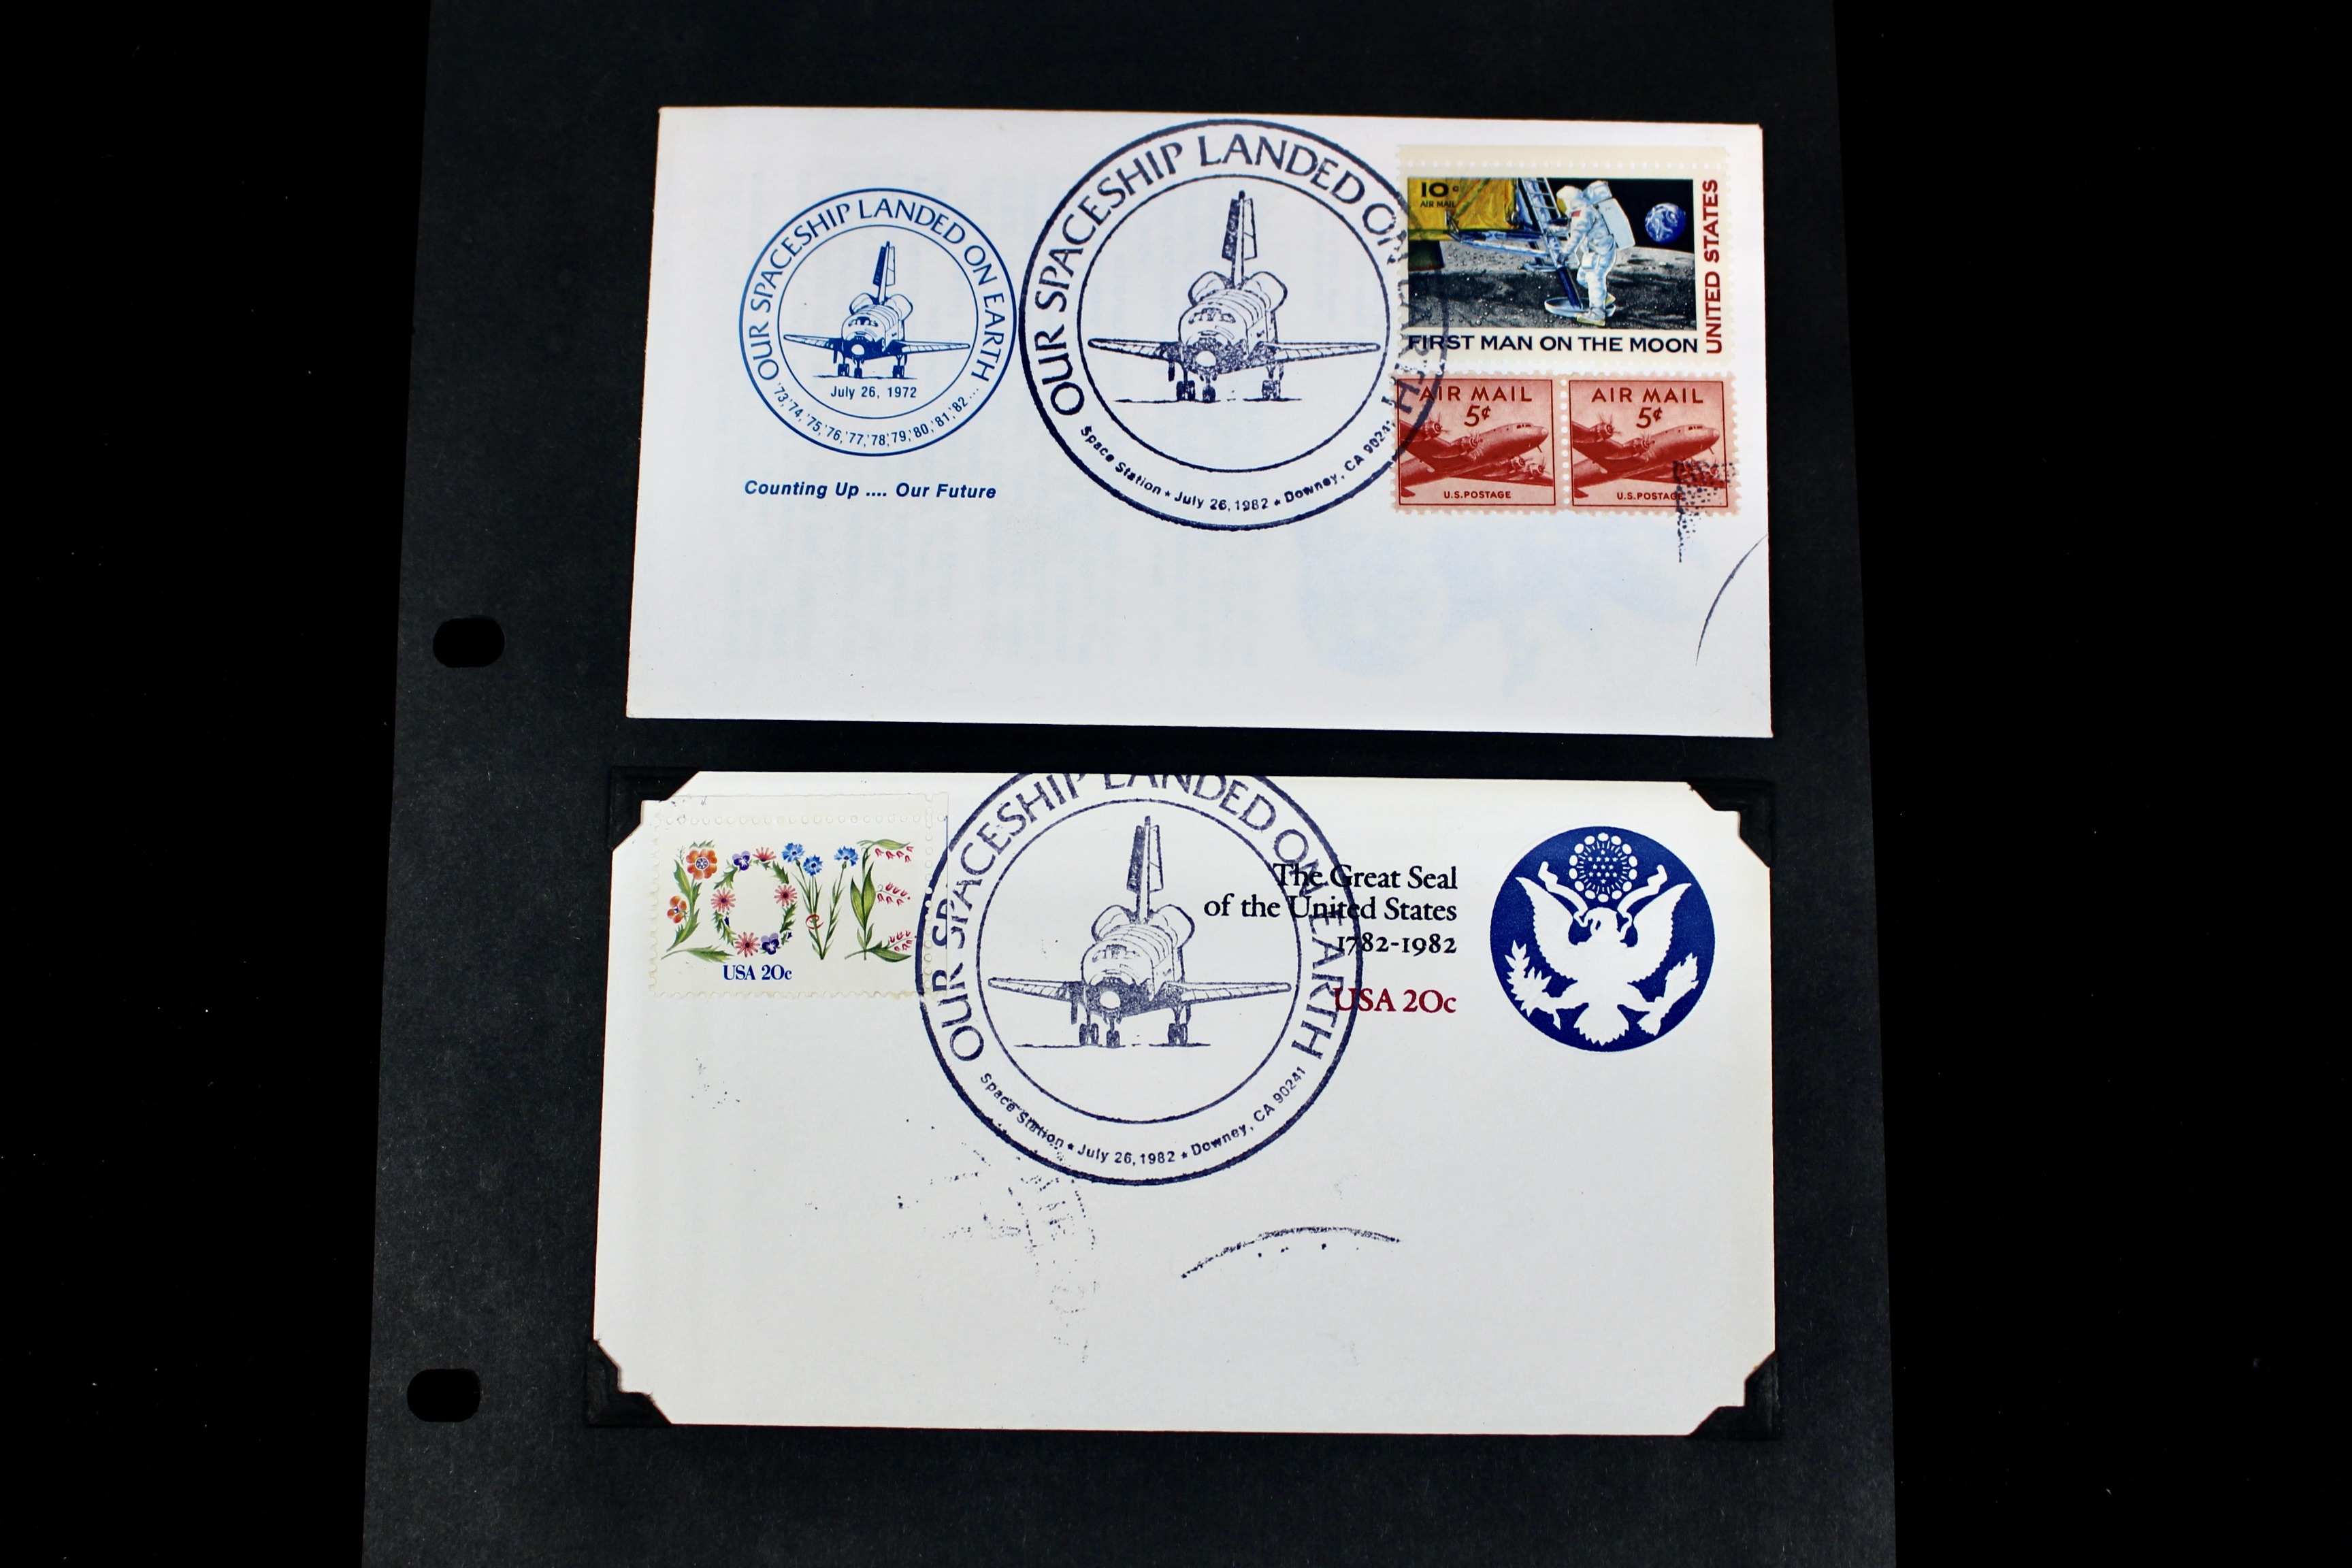 OUR SPACESHIP LANDED ON EARTH
July 26, 1972
'73,'74,'75,'76,'77,'78,'79,'80,'81,'82...
Counting Up .... Our Future
OUR SPACESHIP LANDED ON EARTH
Space Station ★ July 26, 1982 ★ Downey, CA 90241
10c
AIR MAIL
UNITED STATES
FIRST MAN ON THE MOON
AIR MAIL
5¢
U.S. POSTAGE
AIR MAIL
5¢
U.S. POSTAGE
LOVE
USA 20c
OUR SPACESHIP LANDED ON EARTH
Space Station ★ July 26, 1982 ★ Downey, CA 90241
The Great Seal
of the United States
1782-1982
USA 20c